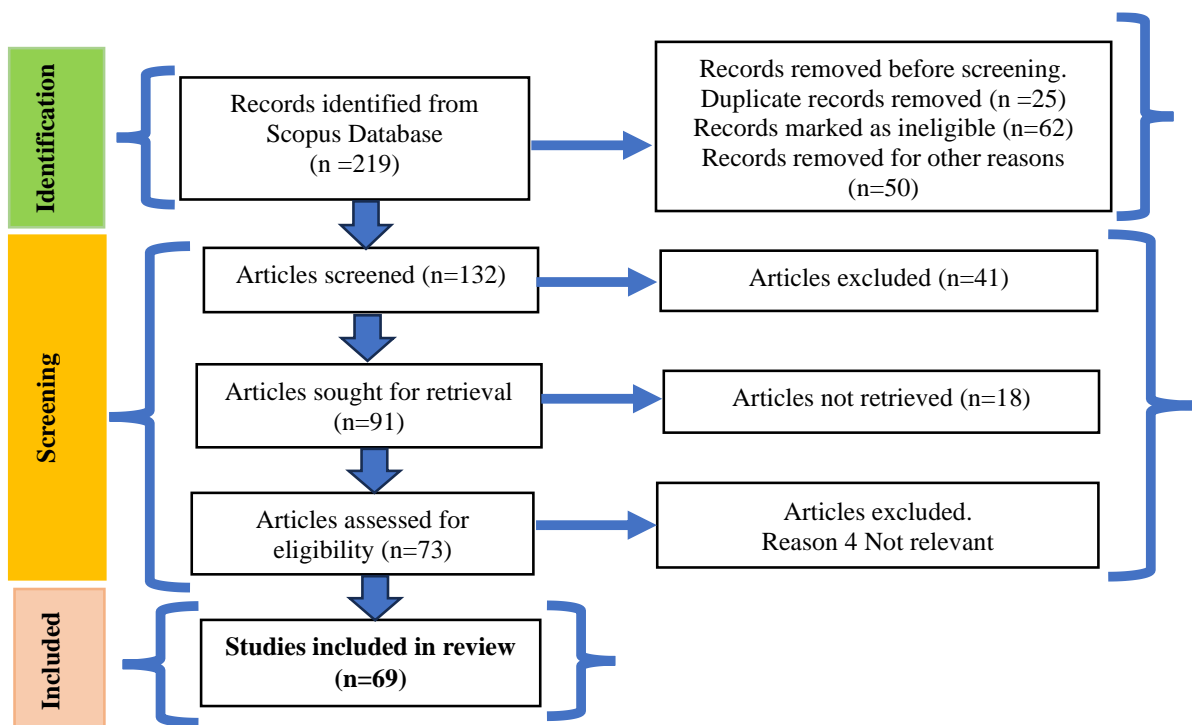 Identification
Records identified from
Scopus Database
(n =219)
Records removed before screening.
Duplicate records removed (n =25)
Records marked as ineligible (n=62)
Records removed for other reasons
(n=50)
Screening
Articles screened (n=132)
Articles excluded (n=41)
Articles sought for retrieval
(n=91)
Articles not retrieved (n=18)
Articles assessed for
eligibility (n=73)
Articles excluded.
Reason 4 Not relevant
Included
Studies included in review
(n=69)